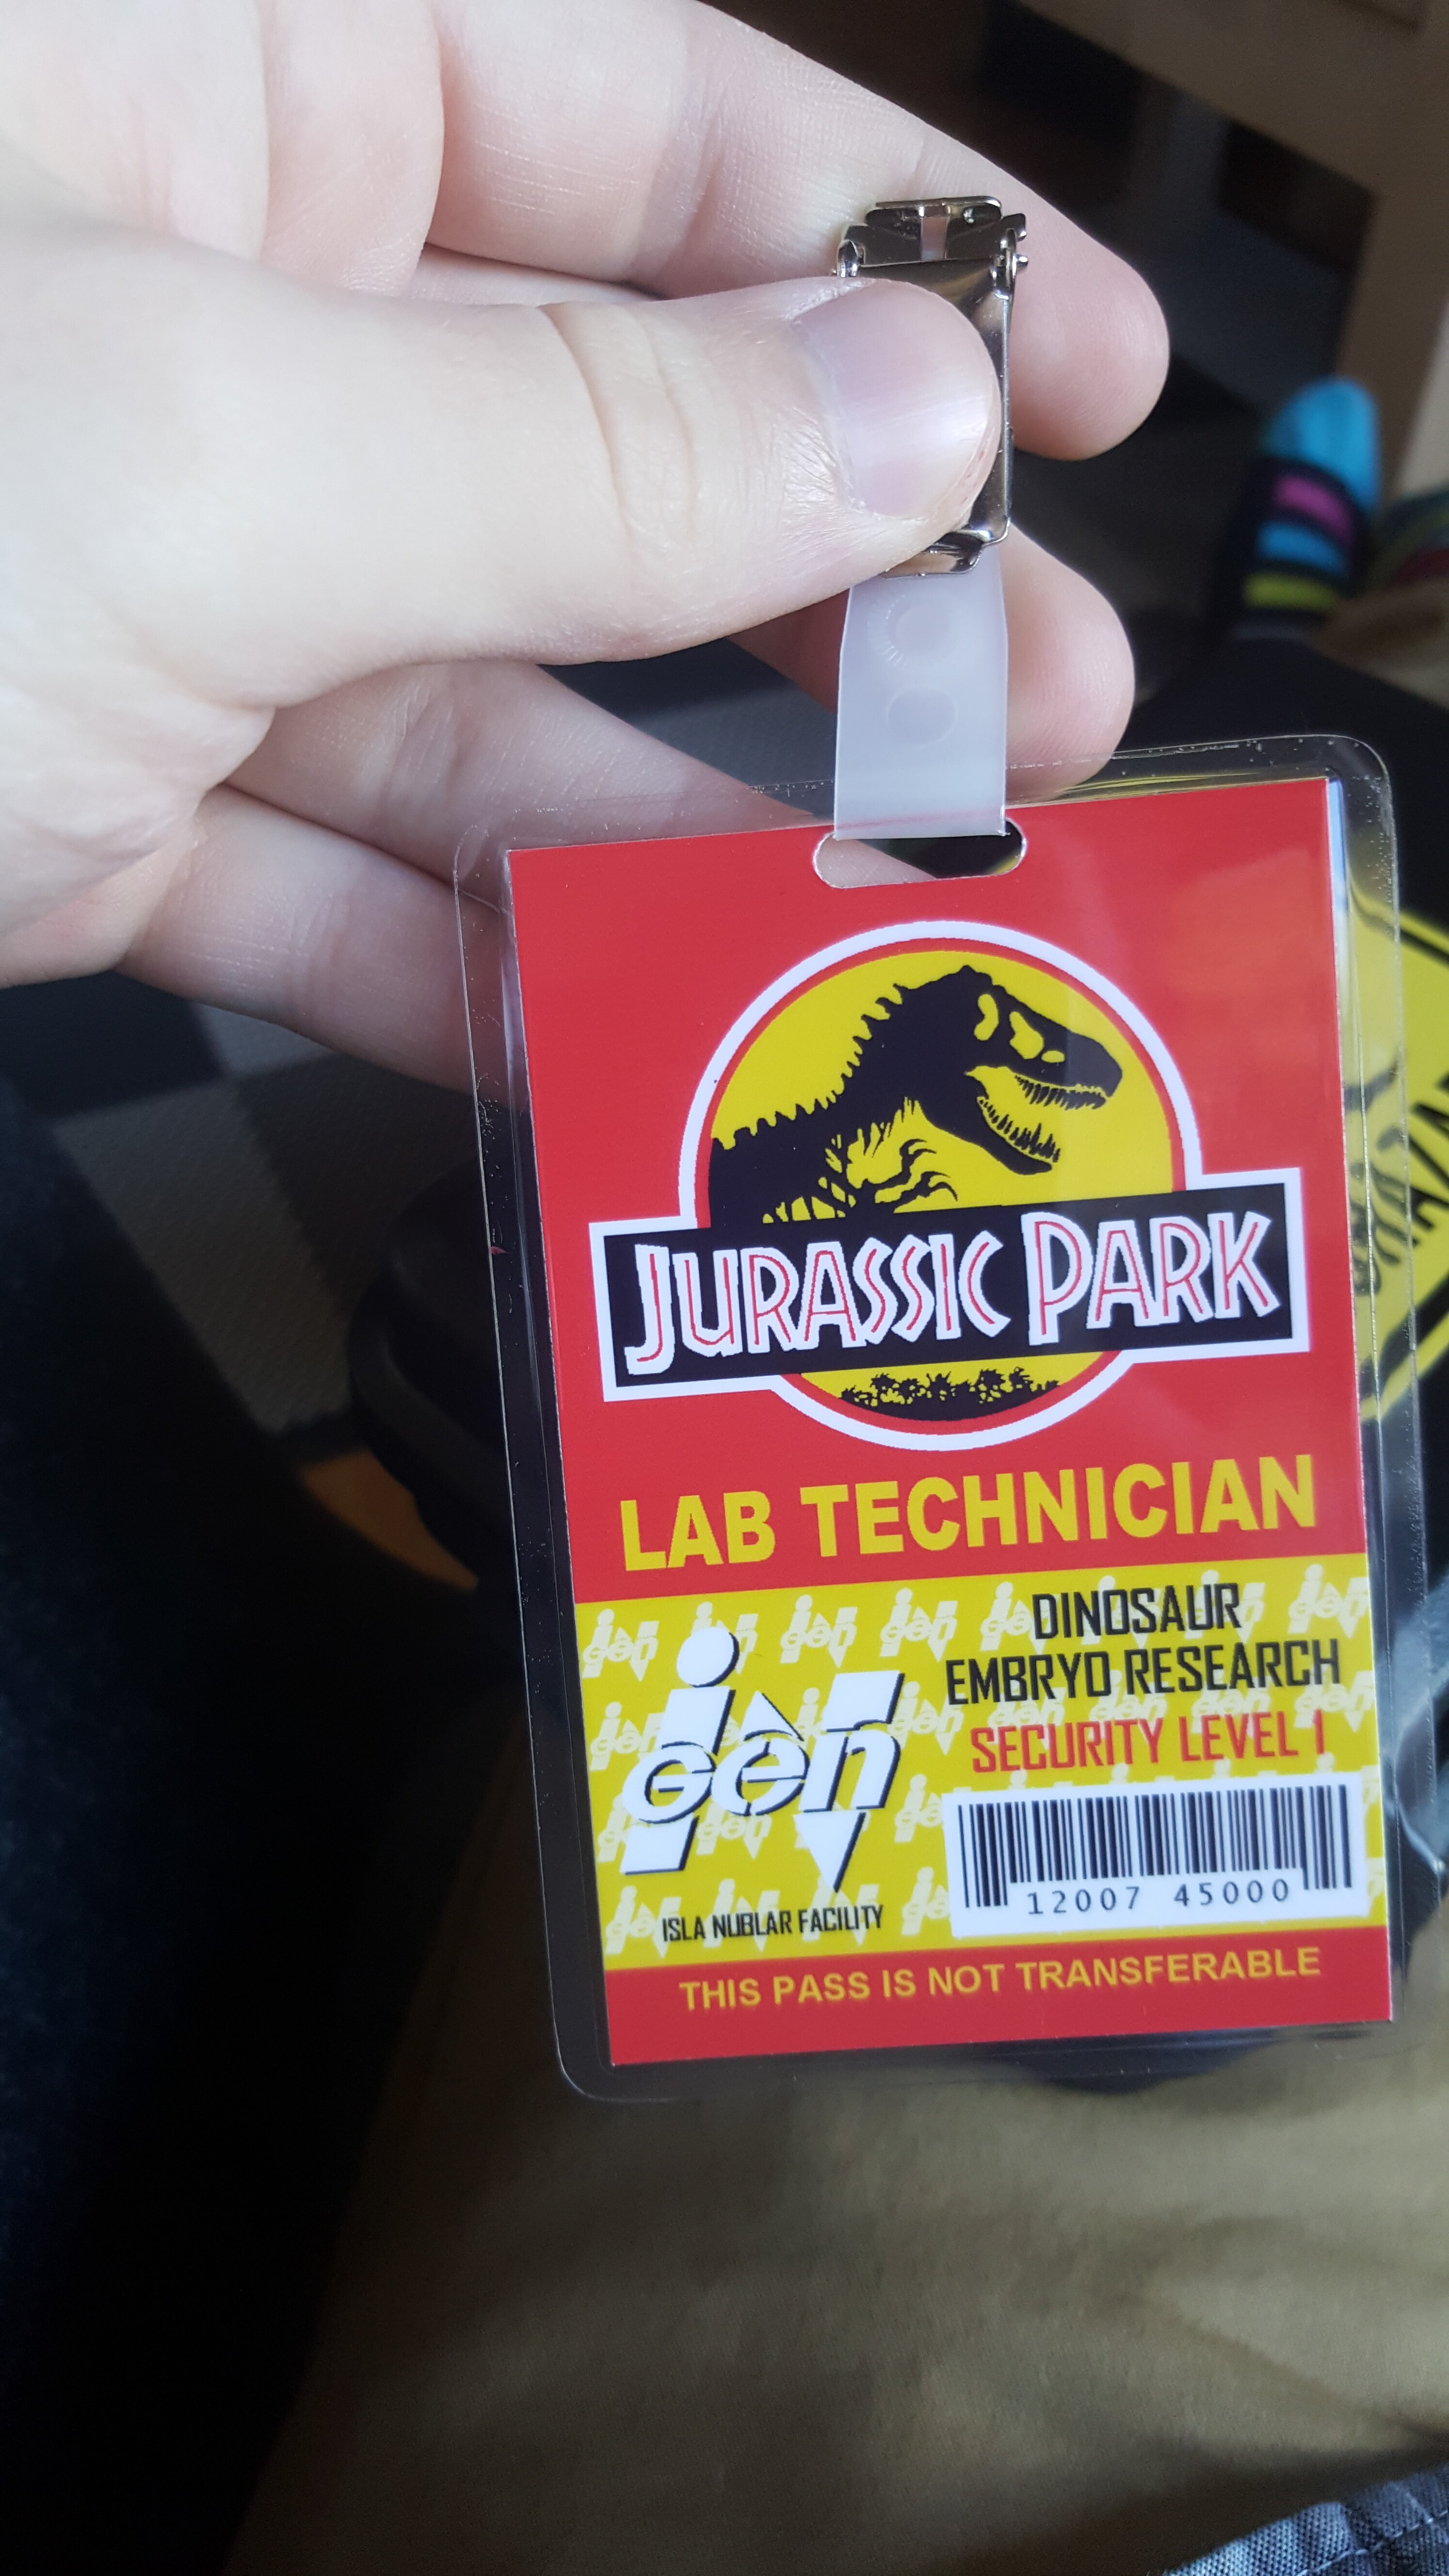 JURASSIC PARK
LAB TECHNICIAN
DINOSAUR
EMBRYO RESEARCH
SECURITY LEVEL 1
inGen
12007 45000
ISLA NUBLAR FACILITY
THIS PASS IS NOT TRANSFERABLE